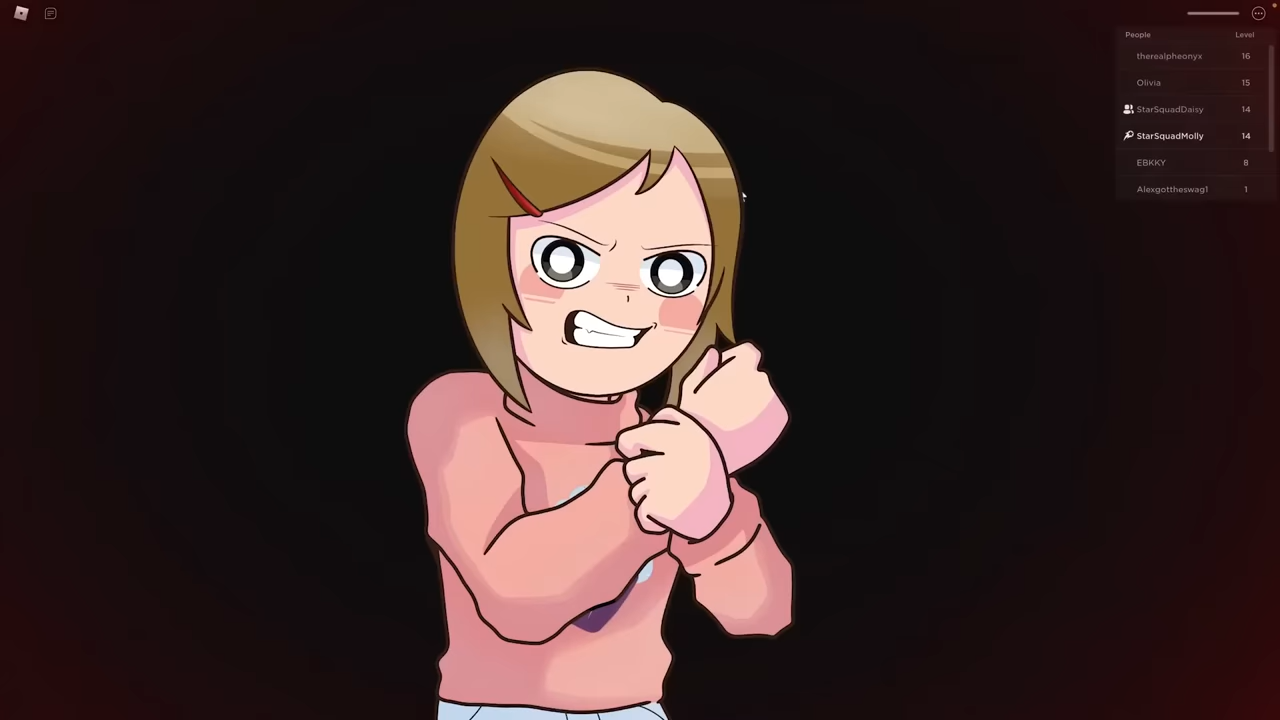 People Level
therealpheonyx 16
Olivia 15
StarSquadDaisy 14
StarSquadMolly 14
EBKKY 8
Alexgottheswag1 1